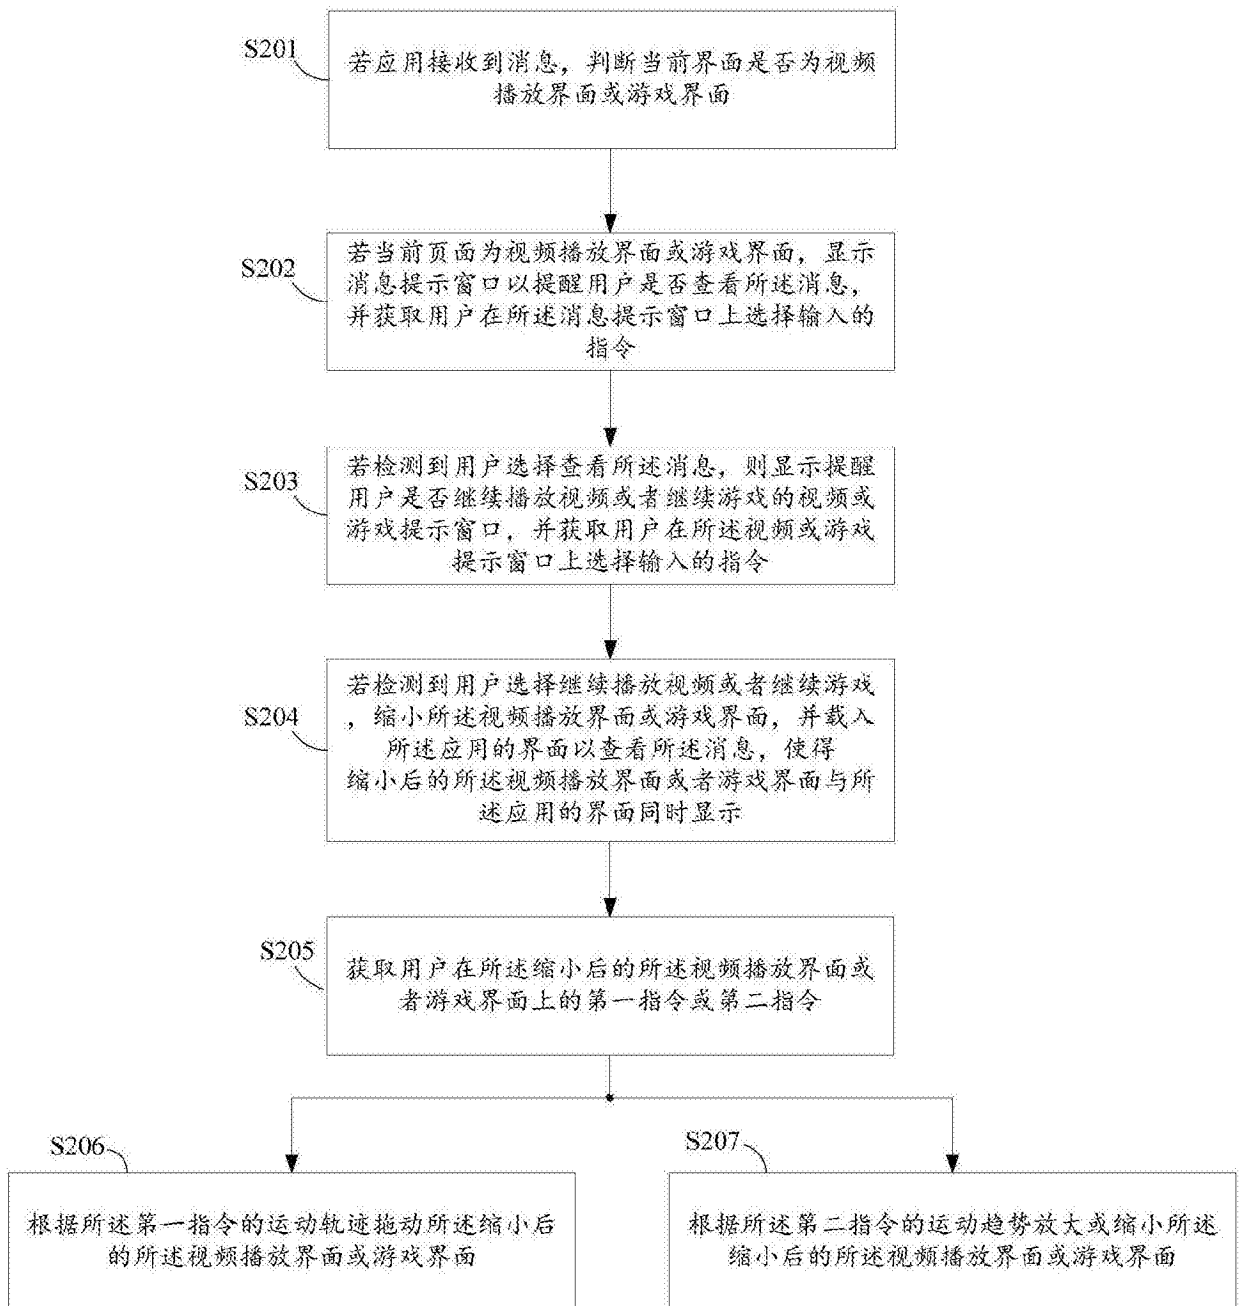 S201
若应用接收到消息，判断当前界面是否为视频
播放界面或游戏界面
S202
若当前页面为视频播放界面或游戏界面，显示
消息提示窗口以提醒用户是否查看所述消息，
并获取用户在所述消息提示窗口上选择输入的
指令
S203
若检测到用户选择查看所述消息，则显示提醒
用户是否继续播放视频或者继续游戏的视频或
游戏提示窗口，并获取用户在所述视频或游戏
提示窗口上选择输入的指令
S204
若检测到用户选择继续播放视频或者继续游戏
，缩小所述视频播放界面或游戏界面，并载入
所述应用的界面以查看所述消息，使得
缩小后的所述视频播放界面或者游戏界面与所
述应用的界面同时显示
S205
获取用户在所述缩小后的所述视频播放界面或
者游戏界面上的第一指令或第二指令
S206
根据所述第一指令的运动轨迹拖动所述缩小后
的所述视频播放界面或游戏界面
S207
根据所述第二指令的运动趋势放大或缩小所述
缩小后的所述视频播放界面或游戏界面